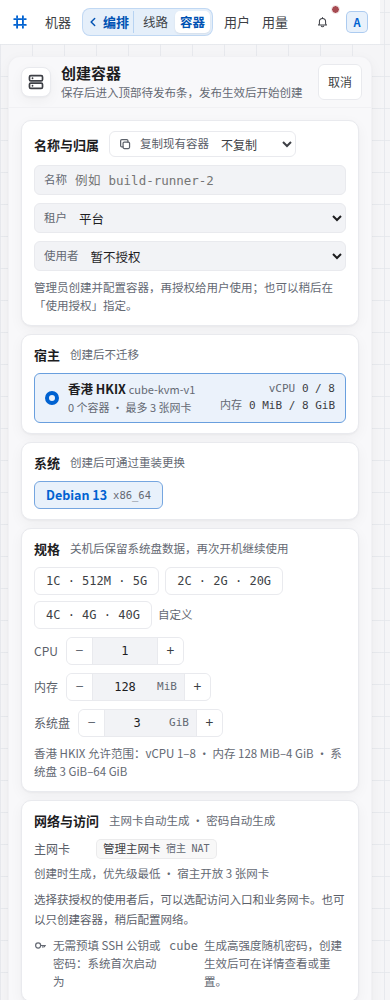 机器 编排 线路 容器 用户 用量 A
创建容器
保存后进入顶部待发布条，发布生效后开始创建
取消
名称与归属 复制现有容器 不复制
名称 例如 build-runner-2
租户 平台
使用者 暂不授权
管理员创建并配置容器，再授权给用户使用；也可以稍后在
「使用授权」指定。
宿主 创建后不迁移
香港 HKIX cube-kvm-v1 vCPU 0 / 8
0 个容器 · 最多 3 张网卡 内存 0 MiB / 8 GiB
系统 创建后可通过重装更换
Debian 13 x86_64
规格 关机后保留系统盘数据，再次开机继续使用
1C · 512M · 5G 2C · 2G · 20G
4C · 4G · 40G 自定义
CPU − 1 +
内存 − 128 MiB +
系统盘 − 3 GiB +
香港 HKIX 允许范围：vCPU 1–8 · 内存 128 MiB–4 GiB · 系
统盘 3 GiB–64 GiB
网络与访问 主网卡自动生成 · 密码自动生成
主网卡 管理主网卡 宿主 NAT
创建时生成，优先级最低 · 宿主开放 3 张网卡
选择获授权的使用者后，可以选配访问入口和业务网卡。也可
以只创建容器，稍后配置网络。
无需预填 SSH 公钥或 cube 生成高强度随机密码，创建
密码：系统首次启动 生效后可在详情查看或重
为 置。